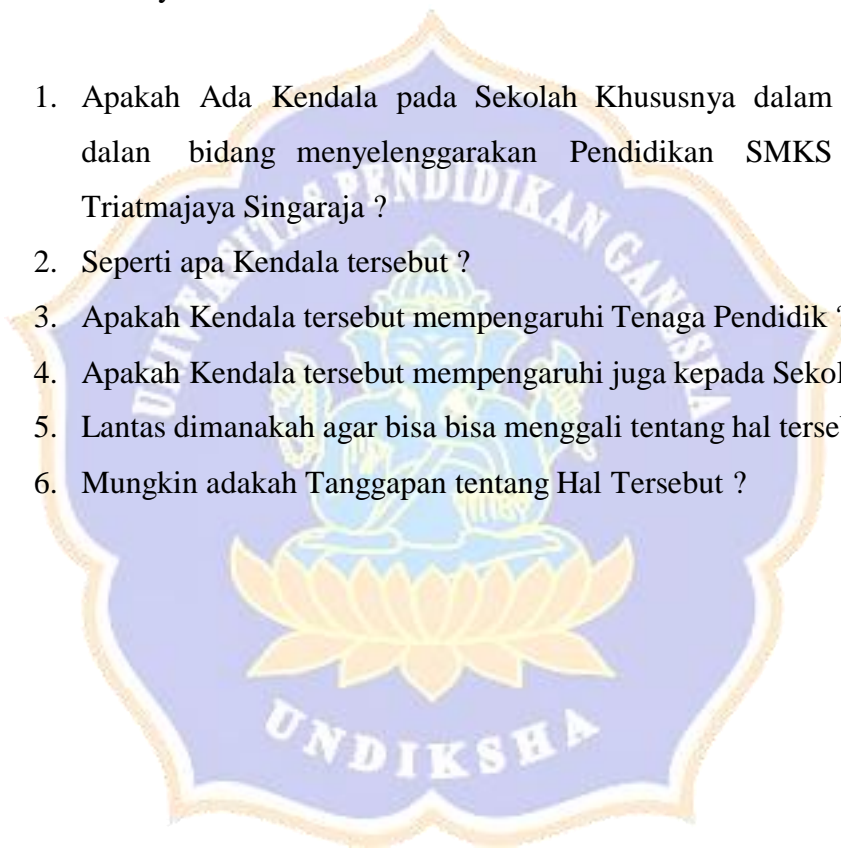 1. Apakah Ada Kendala pada Sekolah Khususnya dalam
dalan bidang menyelenggarakan Pendidikan SMKS
Triatmajaya Singaraja ?
2. Seperti apa Kendala tersebut ?
3. Apakah Kendala tersebut mempengaruhi Tenaga Pendidik ?
4. Apakah Kendala tersebut mempengaruhi juga kepada
5. Lantas dimanakah agar bisa bisa menggali tentang hal
6. Mungkin adakah Tanggapan tentang Hal Tersebut ?
UNIVERSITAS PENDIDIKAN GANESHA
UNDIKSHA